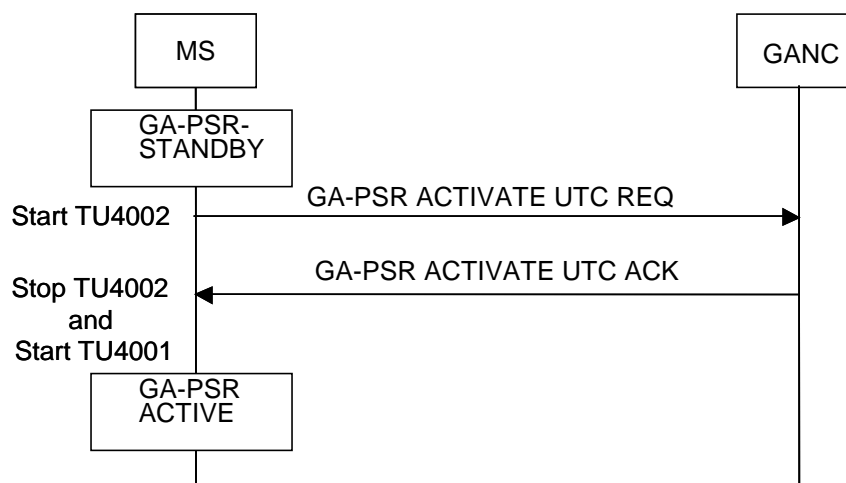 MS
GANC
GA-PSR-
STANDBY
GA-PSR ACTIVATE UTC REQ
Start TU4002
GA-PSR ACTIVATE UTC ACK
Stop TU4002
and
Start TU4001
GA-PSR
ACTIVE